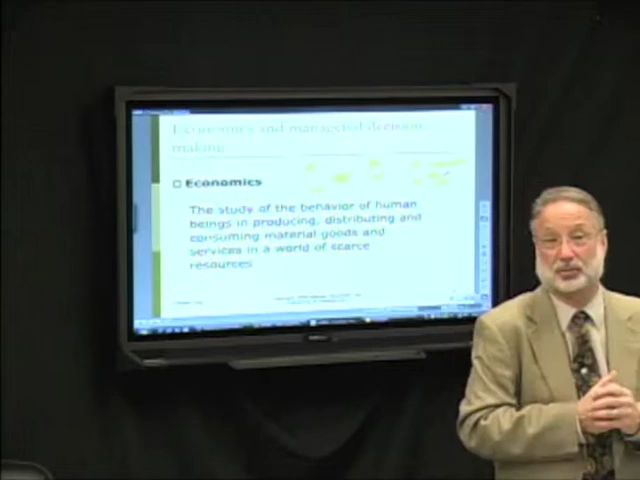 Economics and managerial decision
making
Economics
The study of the behavior of human
beings in producing, distributing and
consuming material goods and
services in a world of scarce
resources